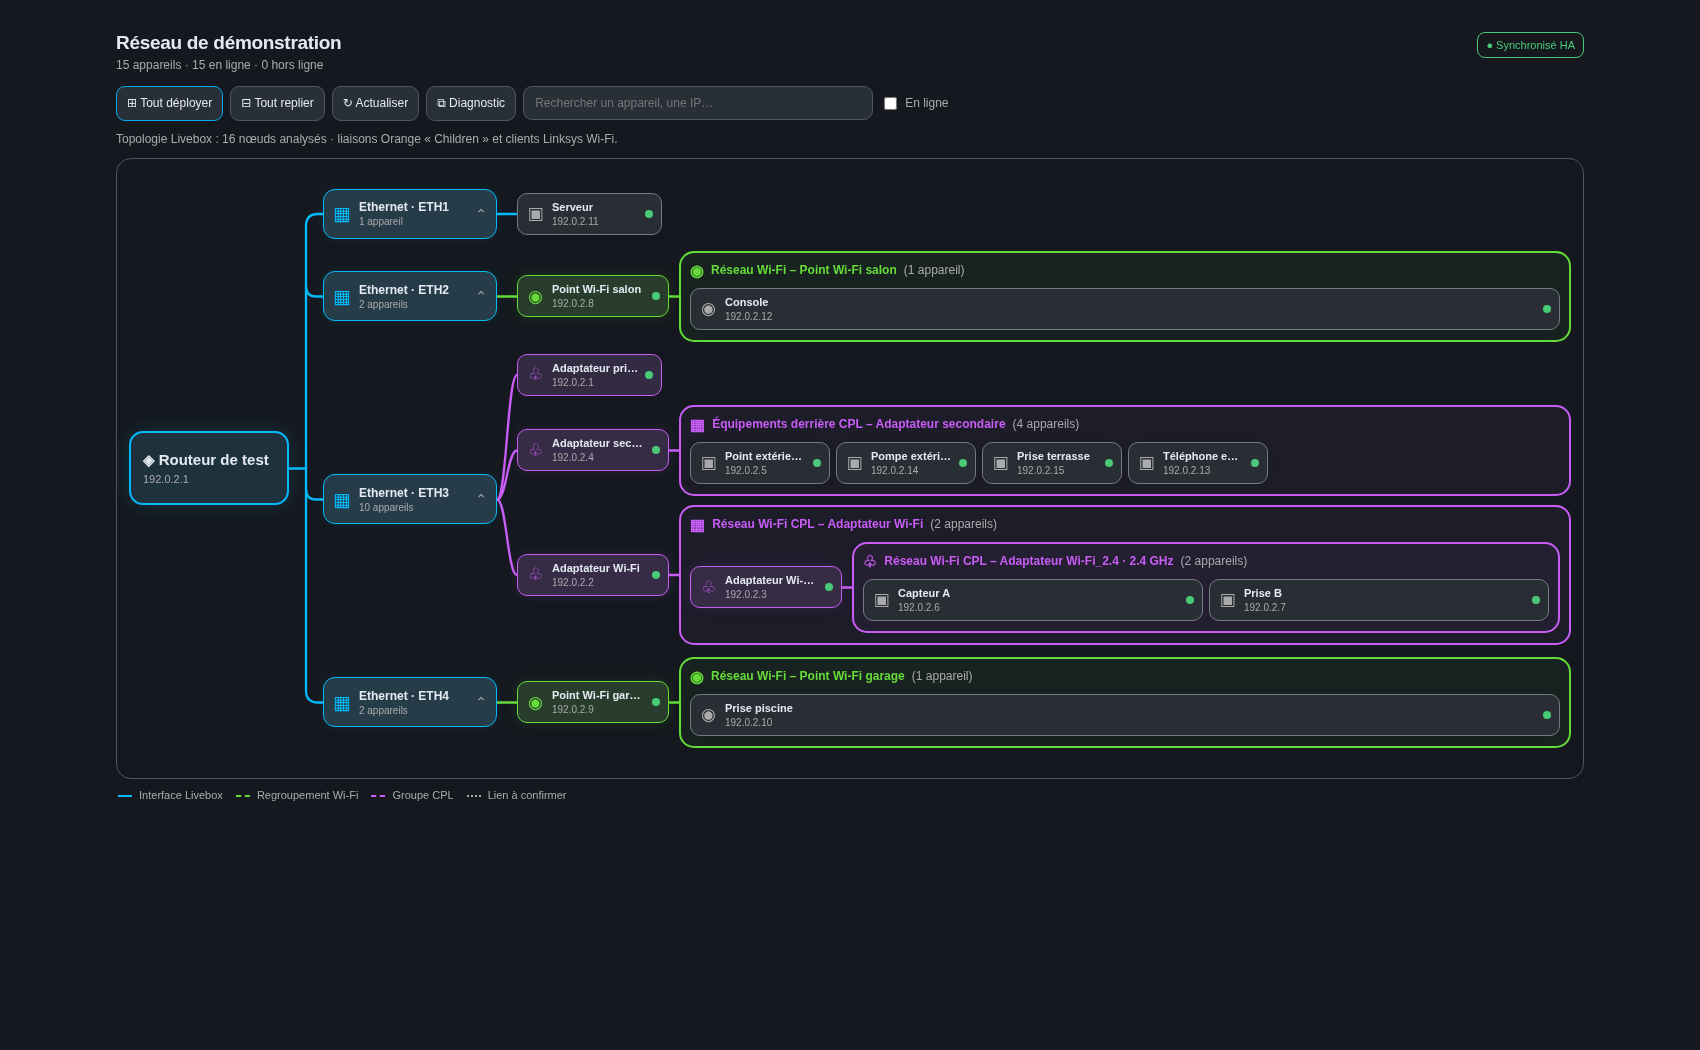 Réseau de démonstration
15 appareils · 15 en ligne · 0 hors ligne
● Synchronisé HA
⊞ Tout déployer
⊟ Tout replier
↻ Actualiser
⧉ Diagnostic
Rechercher un appareil, une IP…
En ligne
Topologie Livebox : 16 nœuds analysés · liaisons Orange « Children » et clients Linksys Wi-Fi.
◈ Routeur de test
192.0.2.1
Ethernet · ETH1
1 appareil
Serveur
192.0.2.11
Ethernet · ETH2
2 appareils
Point Wi-Fi salon
192.0.2.8
Réseau Wi-Fi – Point Wi-Fi salon (1 appareil)
Console
192.0.2.12
Ethernet · ETH3
10 appareils
Adaptateur pri…
192.0.2.1
Adaptateur sec…
192.0.2.4
Équipements derrière CPL – Adaptateur secondaire (4 appareils)
Point extérie…
192.0.2.5
Pompe extéri…
192.0.2.14
Prise terrasse
192.0.2.15
Téléphone e…
192.0.2.13
Adaptateur Wi-Fi
192.0.2.2
Réseau Wi-Fi CPL – Adaptateur Wi-Fi (2 appareils)
Adaptateur Wi-…
192.0.2.3
Réseau Wi-Fi CPL – Adaptateur Wi-Fi_2.4 · 2.4 GHz (2 appareils)
Capteur A
192.0.2.6
Prise B
192.0.2.7
Ethernet · ETH4
2 appareils
Point Wi-Fi gar…
192.0.2.9
Réseau Wi-Fi – Point Wi-Fi garage (1 appareil)
Prise piscine
192.0.2.10
Interface Livebox
Regroupement Wi-Fi
Groupe CPL
Lien à confirmer